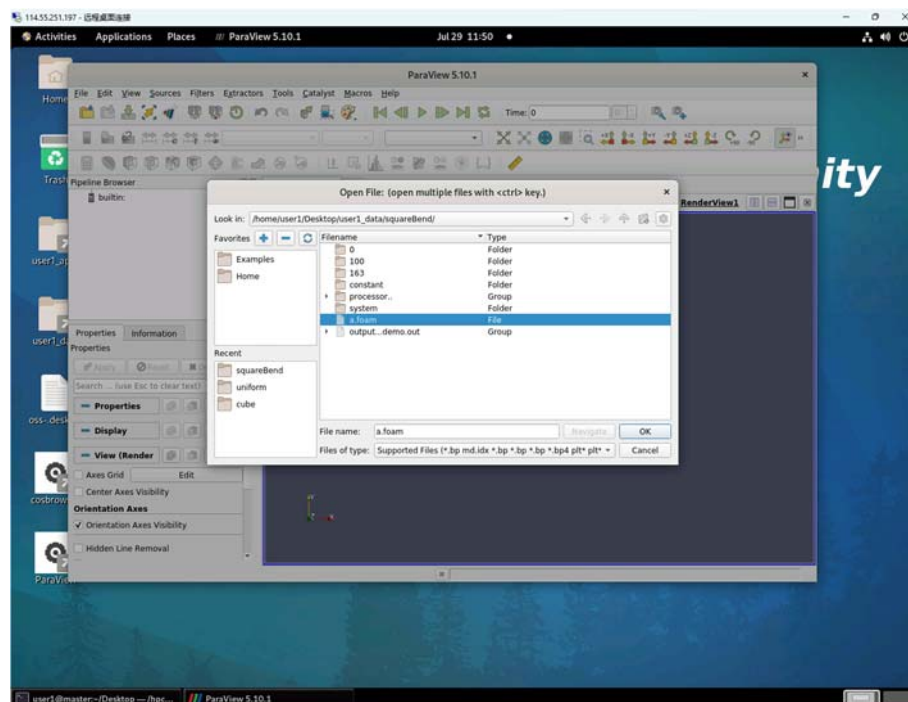 114.55.251.197 - 远程桌面连接
Activities Applications Places ParaView 5.10.1 Jul 29 11:50
ParaView 5.10.1
Home
File Edit View Sources Filters Extractors Tools Catalyst Macros Help
Time: 0
Trash
Pipeline Browser
builtin:
ity
Open File: (open multiple files with <ctrl> key.)
RenderView1
Look in: /home/user1/Desktop/user1_data/squareBend/
Favorites Filename Type
Examples
Home
0 Folder
100 Folder
163 Folder
constant Folder
processor.. Group
system Folder
a.foam File
output...demo.out Group
user1_ap
user1_da
Properties Information
Properties
Apply Reset
Search ... (use Esc to clear text)
Recent
squareBend
uniform
cube
Properties
Display
View (Render
File name: a.foam Navigate OK
Files of type: Supported Files (*.bp md.idx *.bp *.bp *.bp *.bp4 plt* plt* Cancel
oss-
Axes Grid Edit
Center Axes Visibility
cosbrow
Orientation Axes
Orientation Axes Visibility
Hidden Line Removal
ParaVie
user1@master:~/Desktop — /hpc... ParaView 5.10.1